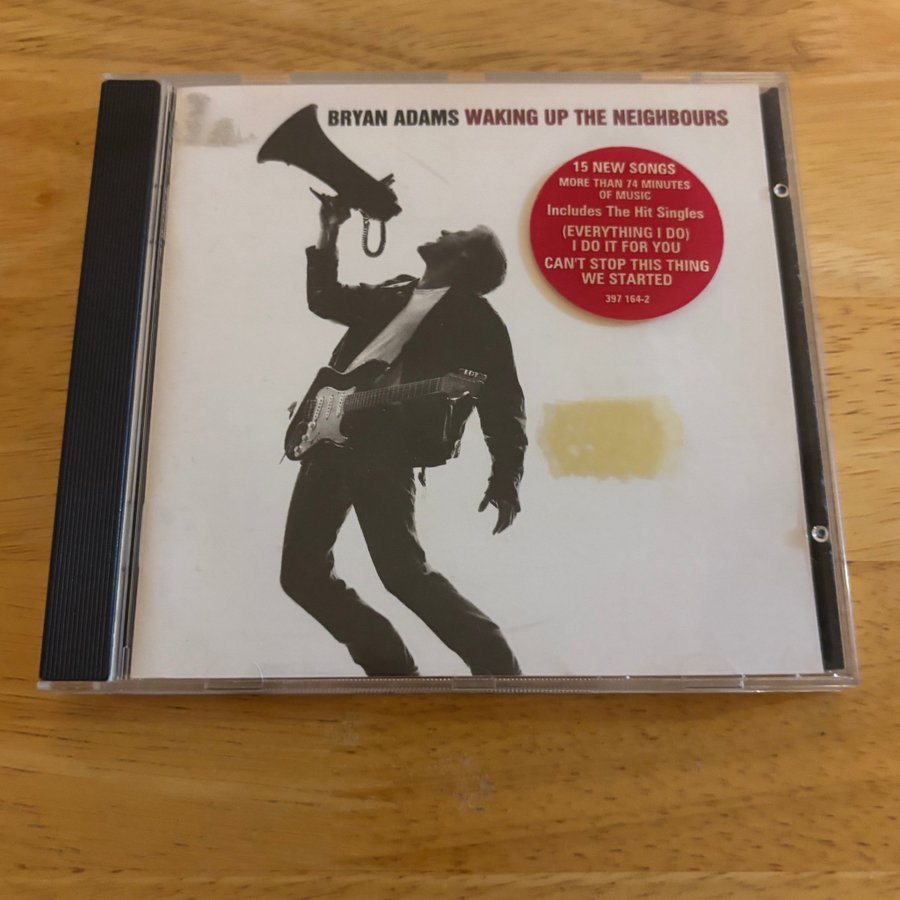 BRYAN ADAMS WAKING UP THE NEIGHBOURS
15 NEW SONGS
MORE THAN 74 MINUTES
OF MUSIC
Includes The Hit Singles
(EVERYTHING I DO)
I DO IT FOR YOU
CAN'T STOP THIS THING
WE STARTED
397 164-2